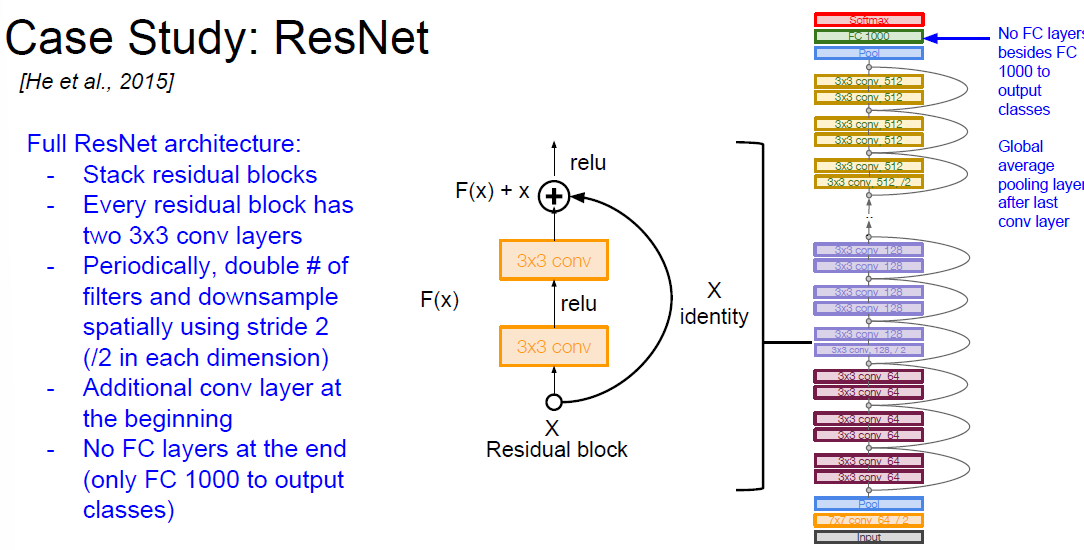 Case Study: ResNet
[He et al., 2015]
Full ResNet architecture:
- Stack residual blocks
- Every residual block has
two 3x3 conv layers
- Periodically, double # of
filters and downsample
spatially using stride 2
(/2 in each dimension)
- Additional conv layer at
the beginning
- No FC layers at the end
(only FC 1000 to output
classes)
relu
F(x) + x
3x3 conv
F(x)
relu
3x3 conv
X
Residual block
X
identity
Softmax
FC 1000
Pool
3x3 conv, 512
3x3 conv, 512
3x3 conv, 512
3x3 conv, 512
3x3 conv, 512
3x3 conv, 512, /2
..
3x3 conv, 128
3x3 conv, 128
3x3 conv, 128
3x3 conv, 128
3x3 conv, 128
3x3 conv, 128, / 2
3x3 conv, 64
3x3 conv, 64
3x3 conv, 64
3x3 conv, 64
3x3 conv, 64
3x3 conv, 64
Pool
7x7 conv, 64, / 2
Input
No FC layers
besides FC
1000 to
output
classes
Global
average
pooling layer
after last
conv layer